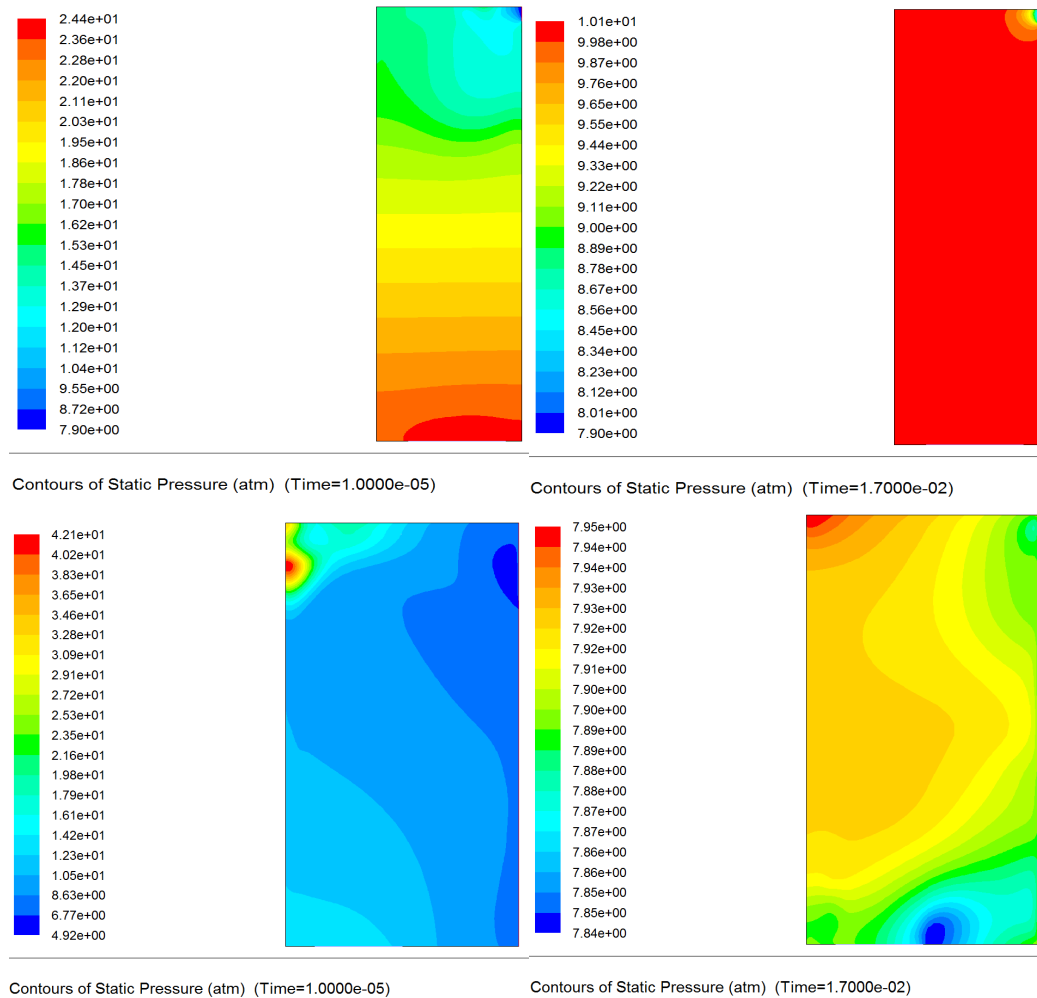 2.44e+01
2.36e+01
2.28e+01
2.20e+01
2.11e+01
2.03e+01
1.95e+01
1.86e+01
1.78e+01
1.70e+01
1.62e+01
1.53e+01
1.45e+01
1.37e+01
1.29e+01
1.20e+01
1.12e+01
1.04e+01
9.55e+00
8.72e+00
7.90e+00
Contours of Static Pressure (atm) (Time=1.0000e-05)
1.01e+01
9.98e+00
9.87e+00
9.76e+00
9.65e+00
9.55e+00
9.44e+00
9.33e+00
9.22e+00
9.11e+00
9.00e+00
8.89e+00
8.78e+00
8.67e+00
8.56e+00
8.45e+00
8.34e+00
8.23e+00
8.12e+00
8.01e+00
7.90e+00
Contours of Static Pressure (atm) (Time=1.7000e-02)
4.21e+01
4.02e+01
3.83e+01
3.65e+01
3.46e+01
3.28e+01
3.09e+01
2.91e+01
2.72e+01
2.53e+01
2.35e+01
2.16e+01
1.98e+01
1.79e+01
1.61e+01
1.42e+01
1.23e+01
1.05e+01
8.63e+00
6.77e+00
4.92e+00
Contours of Static Pressure (atm) (Time=1.0000e-05)
7.95e+00
7.94e+00
7.94e+00
7.93e+00
7.93e+00
7.92e+00
7.92e+00
7.91e+00
7.90e+00
7.90e+00
7.89e+00
7.89e+00
7.88e+00
7.88e+00
7.87e+00
7.87e+00
7.86e+00
7.86e+00
7.85e+00
7.85e+00
7.84e+00
Contours of Static Pressure (atm) (Time=1.7000e-02)